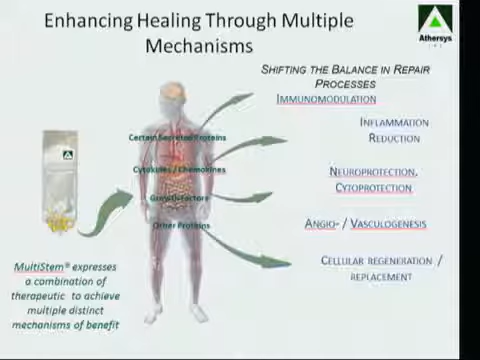 Enhancing Healing Through Multiple
Mechanisms
Athersys
SHIFTING THE BALANCE IN REPAIR
PROCESSES
IMMUNOMODULATION
Certain Secreted Proteins
INFLAMMATION
REDUCTION
Cytokines / Chemokines
NEUROPROTECTION,
CYTOPROTECTION
Growth Factors
Other Proteins
ANGIO- / VASCULOGENESIS
CELLULAR REGENERATION /
REPLACEMENT
MultiStem® expresses
a combination of
therapeutic to achieve
multiple distinct
mechanisms of benefit